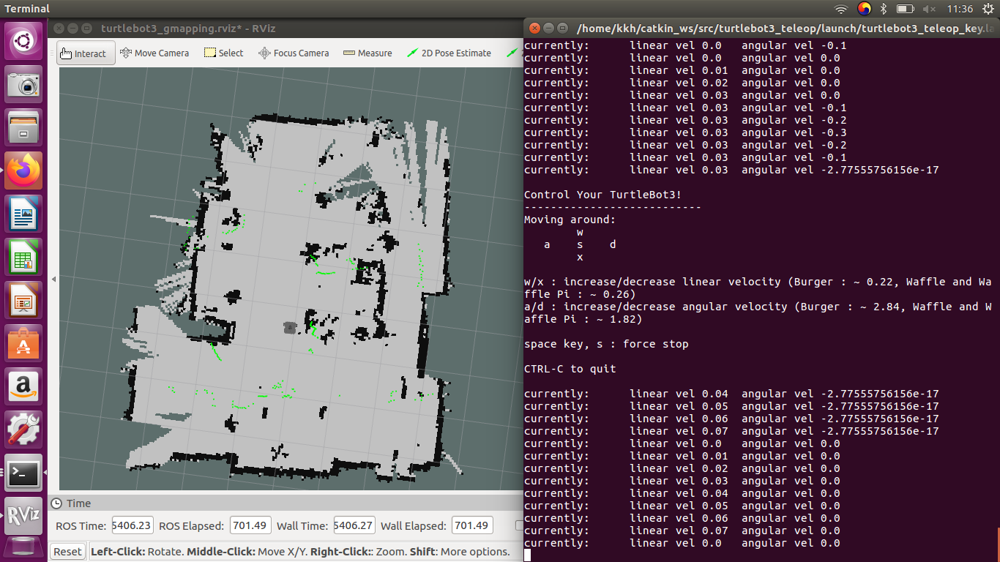 Terminal
11:36
turtlebot3_gmapping.rviz* - RViz
Interact Move Camera Select Focus Camera Measure 2D Pose Estimate
Time
ROS Time: 5406.23 ROS Elapsed: 701.49 Wall Time: 5406.27 Wall Elapsed: 701.49
Reset Left-Click: Rotate. Middle-Click: Move X/Y. Right-Click:: Zoom. Shift: More options.
RViz
/home/kkh/catkin_ws/src/turtlebot3_teleop/launch/turtlebot3_teleop_key.la
currently: linear vel 0.0 angular vel -0.1
currently: linear vel 0.0 angular vel 0.0
currently: linear vel 0.01 angular vel 0.0
currently: linear vel 0.02 angular vel 0.0
currently: linear vel 0.03 angular vel 0.0
currently: linear vel 0.03 angular vel -0.1
currently: linear vel 0.03 angular vel -0.2
currently: linear vel 0.03 angular vel -0.3
currently: linear vel 0.03 angular vel -0.2
currently: linear vel 0.03 angular vel -0.1
currently: linear vel 0.03 angular vel -2.77555756156e-17
Control Your TurtleBot3!
---------------------------
Moving around:
w
a s d
x
w/x : increase/decrease linear velocity (Burger : ~ 0.22, Waffle and Wa
ffle Pi : ~ 0.26)
a/d : increase/decrease angular velocity (Burger : ~ 2.84, Waffle and W
affle Pi : ~ 1.82)
space key, s : force stop
CTRL-C to quit
currently: linear vel 0.04 angular vel -2.77555756156e-17
currently: linear vel 0.05 angular vel -2.77555756156e-17
currently: linear vel 0.06 angular vel -2.77555756156e-17
currently: linear vel 0.07 angular vel -2.77555756156e-17
currently: linear vel 0.0 angular vel 0.0
currently: linear vel 0.01 angular vel 0.0
currently: linear vel 0.02 angular vel 0.0
currently: linear vel 0.03 angular vel 0.0
currently: linear vel 0.04 angular vel 0.0
currently: linear vel 0.05 angular vel 0.0
currently: linear vel 0.06 angular vel 0.0
currently: linear vel 0.07 angular vel 0.0
currently: linear vel 0.0 angular vel 0.0